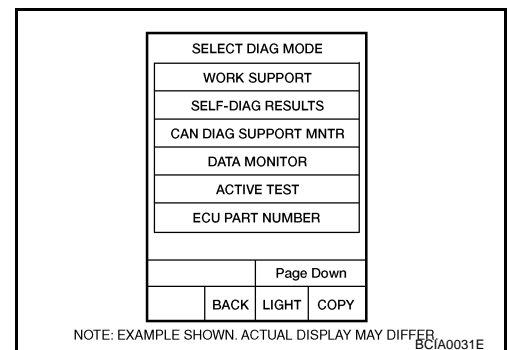 SELECT DIAG MODE
WORK SUPPORT
SELF-DIAG RESULTS
CAN DIAG SUPPORT MNTR
DATA MONITOR
ACTIVE TEST
ECU PART NUMBER
Page Down
BACK LIGHT COPY
NOTE: EXAMPLE SHOWN. ACTUAL DISPLAY MAY DIFFER.
BCIA0031E